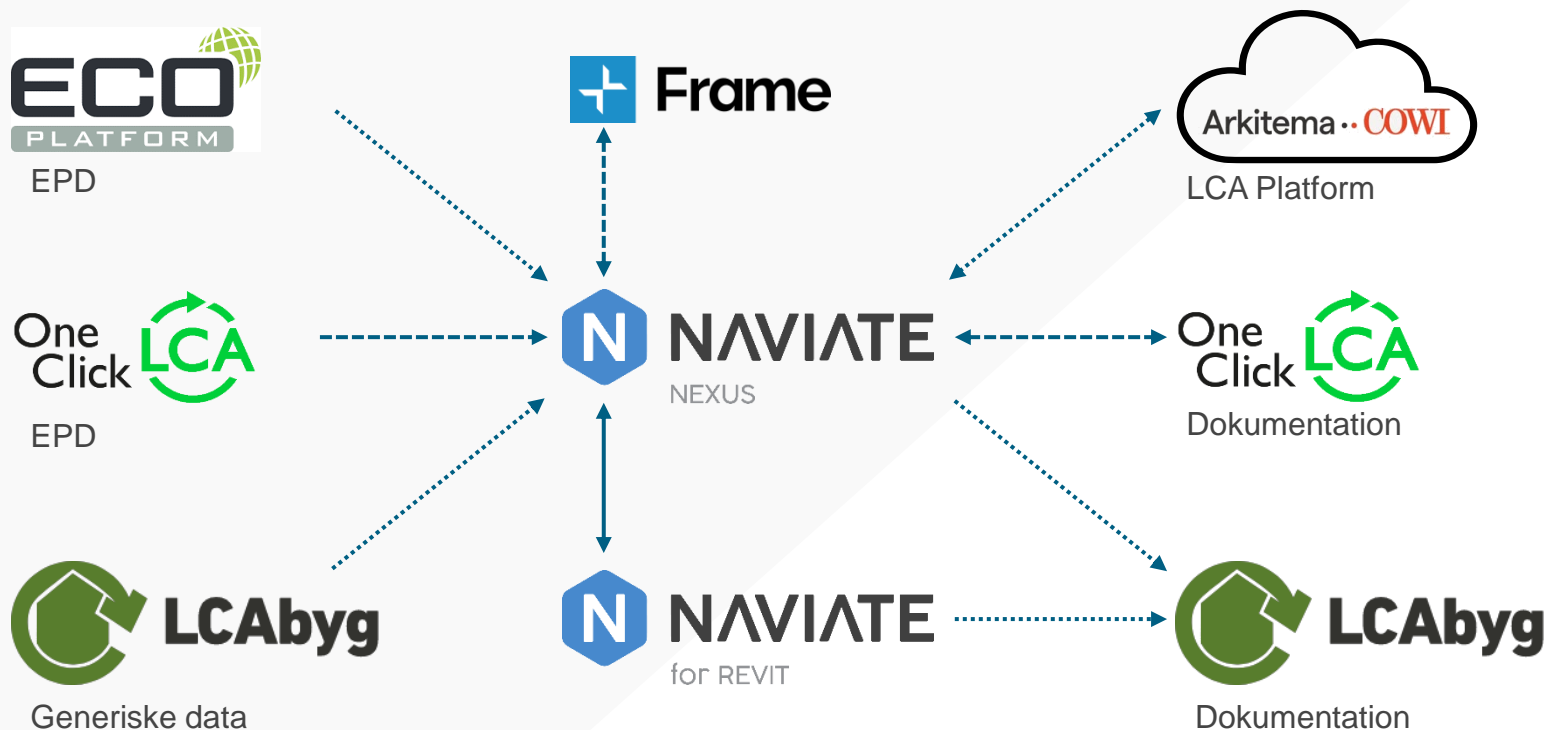 ECO
PLATFORM
EPD
Frame
Arkitema COWI
LCA Platform
One
Click LCA
EPD
N NAVIATE
NEXUS
One
Click LCA
Dokumentation
LCAbyg
Generiske data
N NAVIATE
for REVIT
LCAbyg
Dokumentation